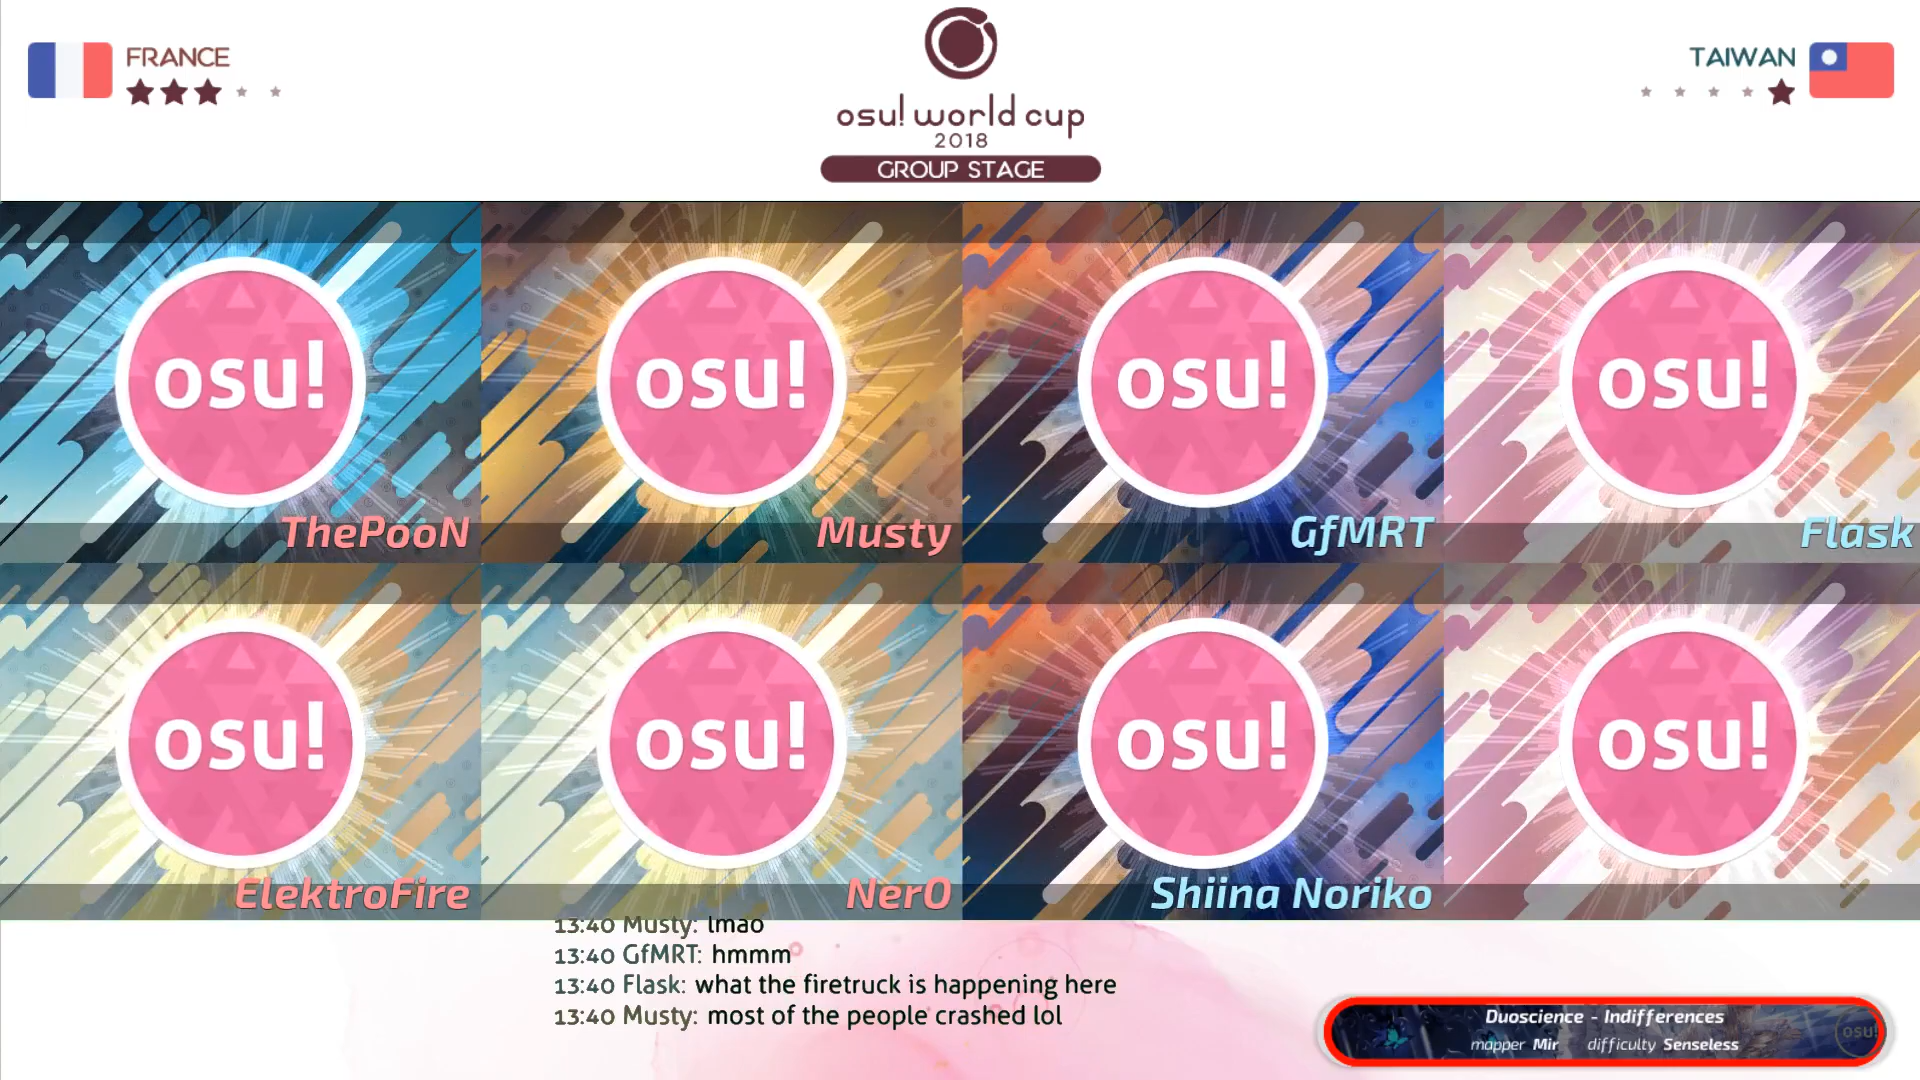 FRANCE
TAIWAN
osu! world cup
2018
GROUP STAGE
osu!
osu!
osu!
osu!
ThePooN
Musty
GfMRT
Flask
osu!
osu!
osu!
osu!
ElektroFire
Ner0
Shiina Noriko
13:40 Musty: lmao
13:40 GfMRT: hmmm
13:40 Flask: what the firetruck is happening here
13:40 Musty: most of the people crashed lol
Duoscience - Indifferences
osu!
mapper Mir difficulty Senseless